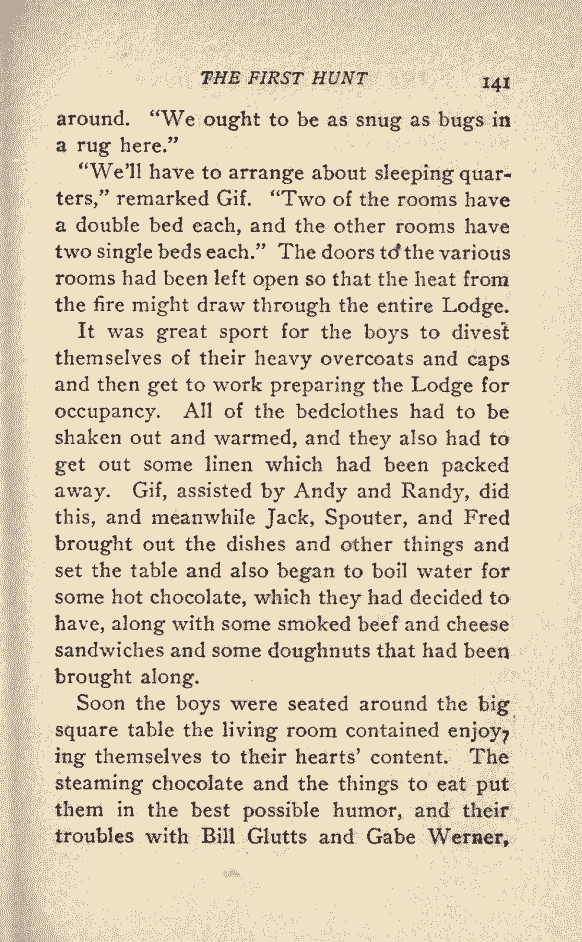 THE FIRST HUNT 141
around. “We ought to be as snug as bugs in
a rug here.”
“We’ll have to arrange about sleeping quar-
ters,” remarked Gif. “Two of the rooms have
a double bed each, and the other rooms have
two single beds each.” The doors to the various
rooms had been left open so that the heat from
the fire might draw through the entire Lodge.
It was great sport for the boys to divest
themselves of their heavy overcoats and caps
and then get to work preparing the Lodge for
occupancy. All of the bedclothes had to be
shaken out and warmed, and they also had to
get out some linen which had been packed
away. Gif, assisted by Andy and Randy, did
this, and meanwhile Jack, Spouter, and Fred
brought out the dishes and other things and
set the table and also began to boil water for
some hot chocolate, which they had decided to
have, along with some smoked beef and cheese
sandwiches and some doughnuts that had been
brought along.
Soon the boys were seated around the big
square table the living room contained enjoy-
ing themselves to their hearts’ content. The
steaming chocolate and the things to eat put
them in the best possible humor, and their
troubles with Bill Glutts and Gabe Werner,